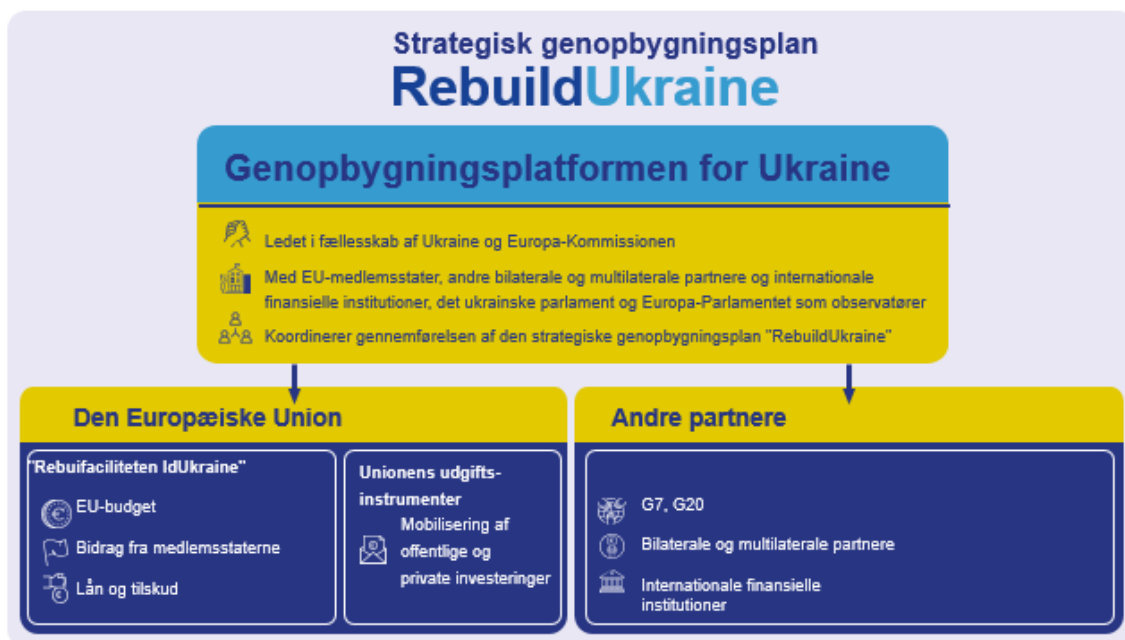 Strategisk genopbygningsplan
RebuildUkraine
Genopbygningsplatformen for Ukraine
Ledet i fællesskab af Ukraine og Europa-Kommissionen
Med EU-medlemsstater, andre bilaterale og multilaterale partnere og internationale
finansielle institutioner, det ukrainske parlament og Europa-Parlamentet som observatører
Koordinerer gennemførelsen af den strategiske genopbygningsplan "RebuildUkraine"
Den Europæiske Union
"Rebuifaciliteten ldUkraine"
EU-budget
Bidrag fra medlemsstaterne
Lån og tilskud
Unionens udgifts-
instrumenter
Mobilisering af
offentlige og
private investeringer
Andre partnere
G7, G20
Bilaterale og multilaterale partnere
Internationale finansielle
institutioner